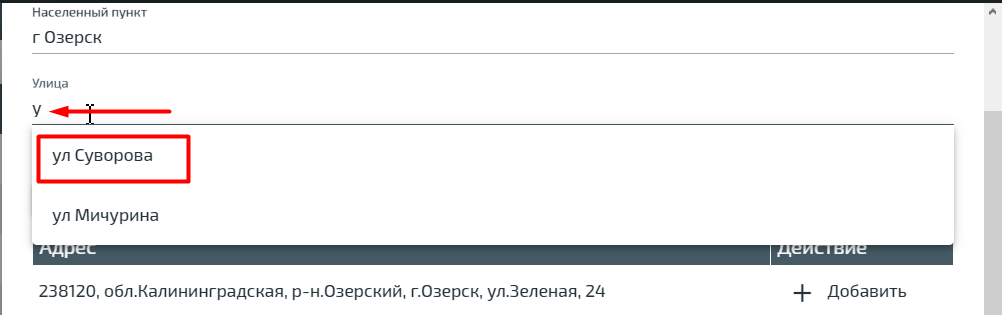 Населенный пункт
г Озерск
Улица
у
ул Суворова
ул Мичурина
Адрес Действие
238120, обл.Калининградская, р-н.Озерский, г.Озерск, ул.Зеленая, 24 + Добавить